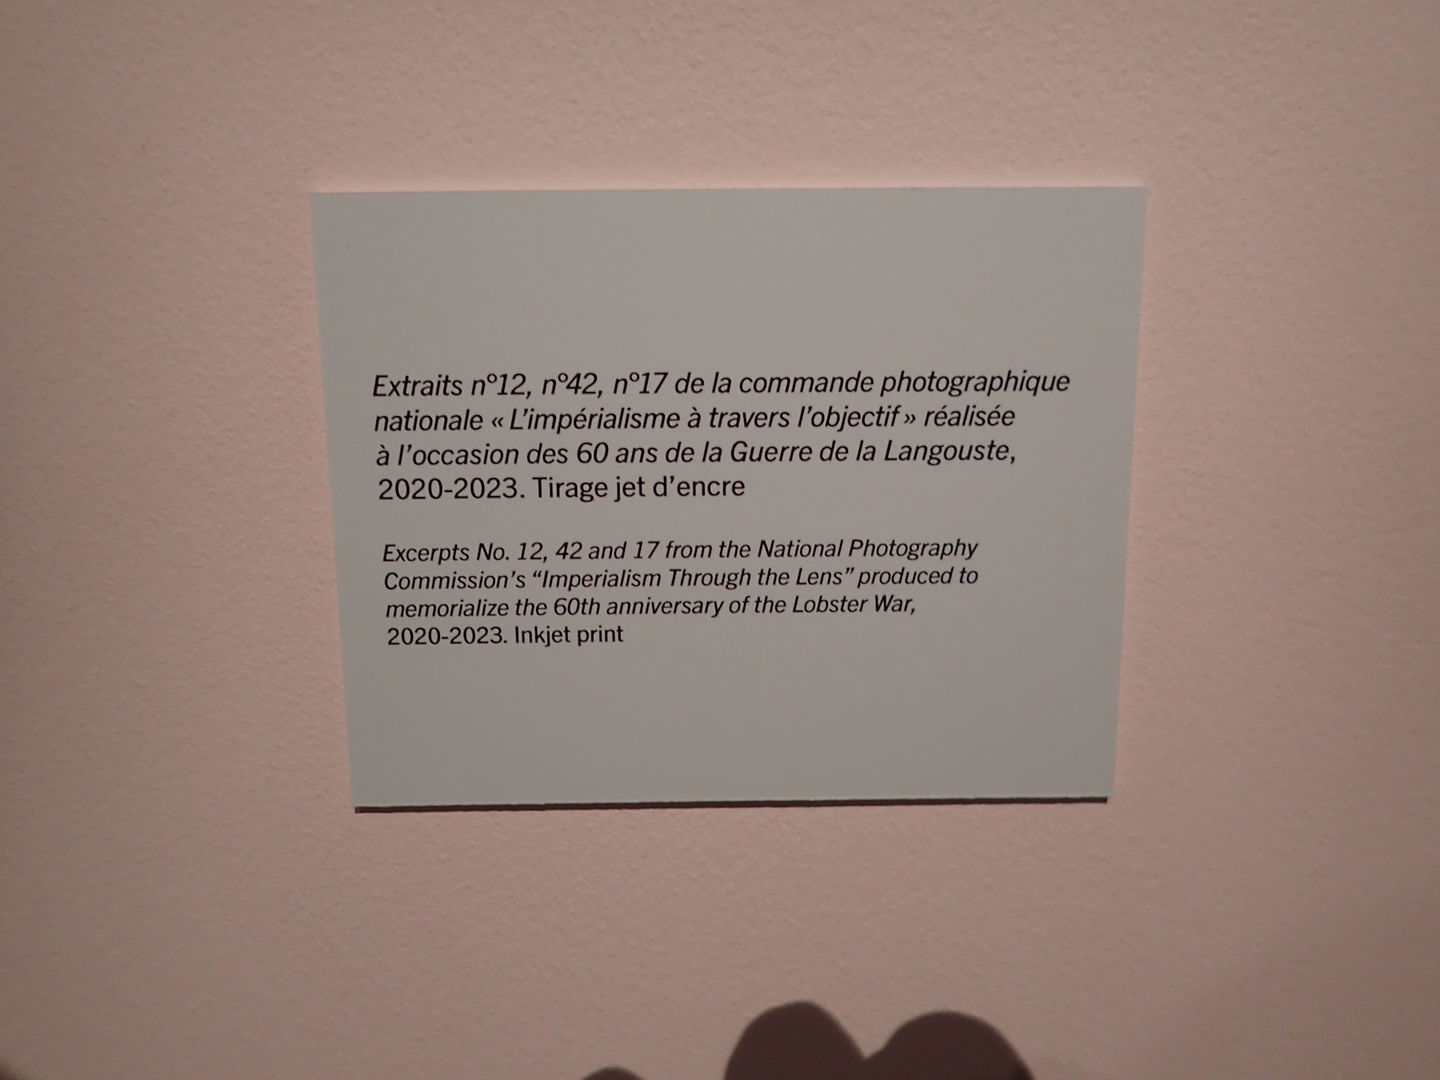 Extraits n°12, n°42, n°17 de la commande photographique
nationale « L’impérialisme à travers l’objectif » réalisée
à l’occasion des 60 ans de la Guerre de la Langouste,
2020-2023. Tirage jet d’encre
Excerpts No. 12, 42 and 17 from the National Photography
Commission’s “Imperialism Through the Lens” produced to
memorialize the 60th anniversary of the Lobster War,
2020-2023. Inkjet print